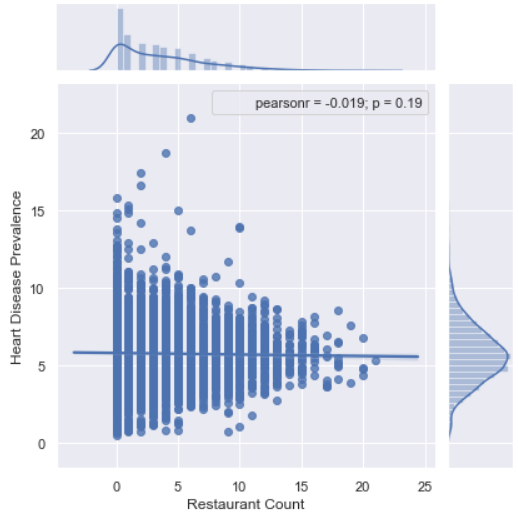 pearsonr = -0.019; p = 0.19
Heart Disease Prevalence
20
15
10
5
0
0 5 10 15 20 25
Restaurant Count